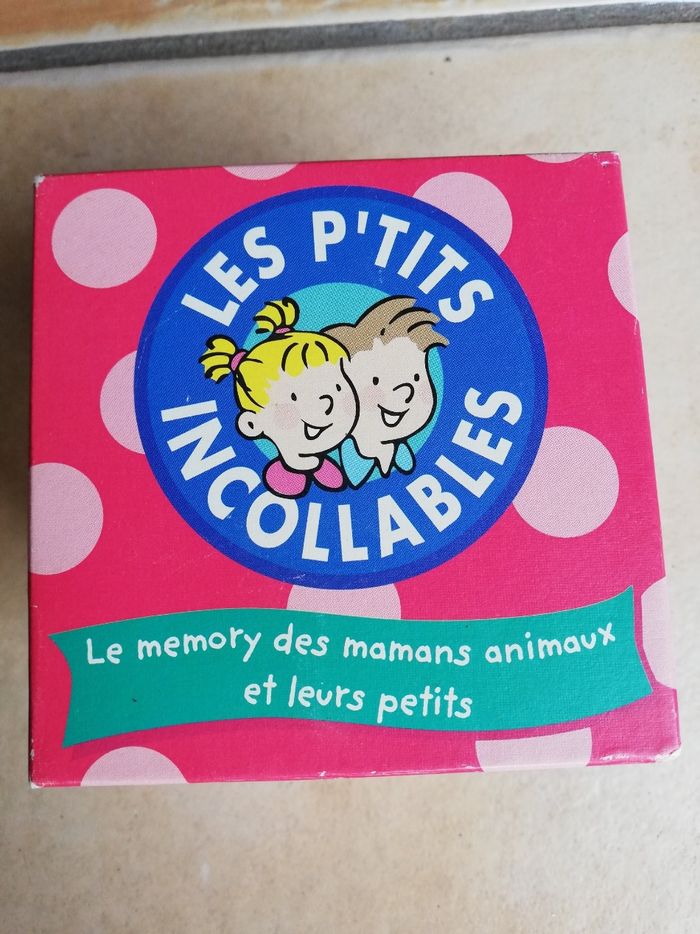 LES P'TITS
INCOLLABLES
Le memory des mamans animaux
et leurs petits